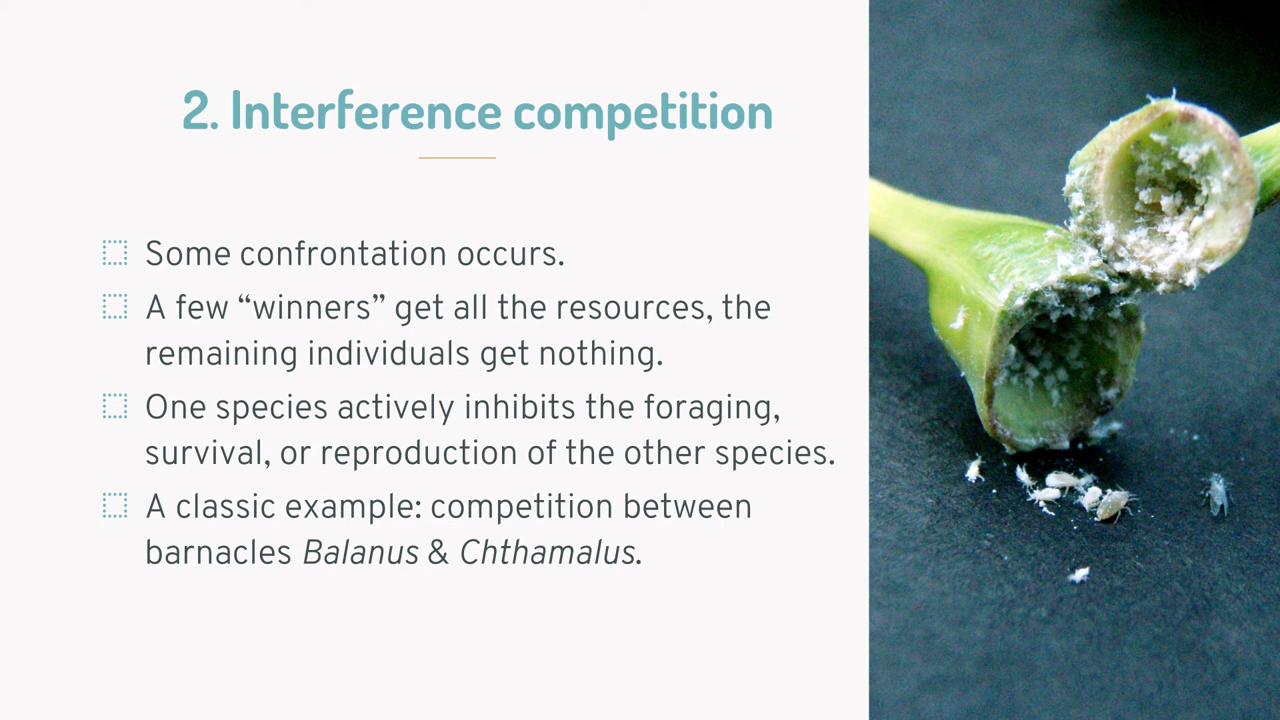 2. Interference competition
Some confrontation occurs.
A few “winners” get all the resources, the
remaining individuals get nothing.
One species actively inhibits the foraging,
survival, or reproduction of the other species.
A classic example: competition between
barnacles Balanus & Chthamalus.